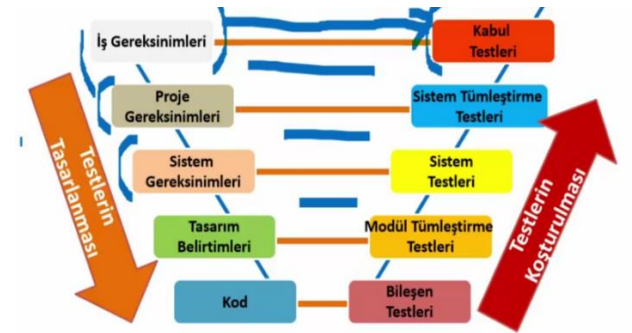 İş Gereksinimleri
Kabul
Testleri
Proje
Gereksinimleri
Sistem Tümleştirme
Testleri
Sistem
Gereksinimleri
Sistem
Testleri
Tasarım
Belirtimleri
Modül Tümleştirme
Testleri
Kod
Bileşen
Testleri
Testlerin
Tasarlanması
Testlerin
Koşturulması